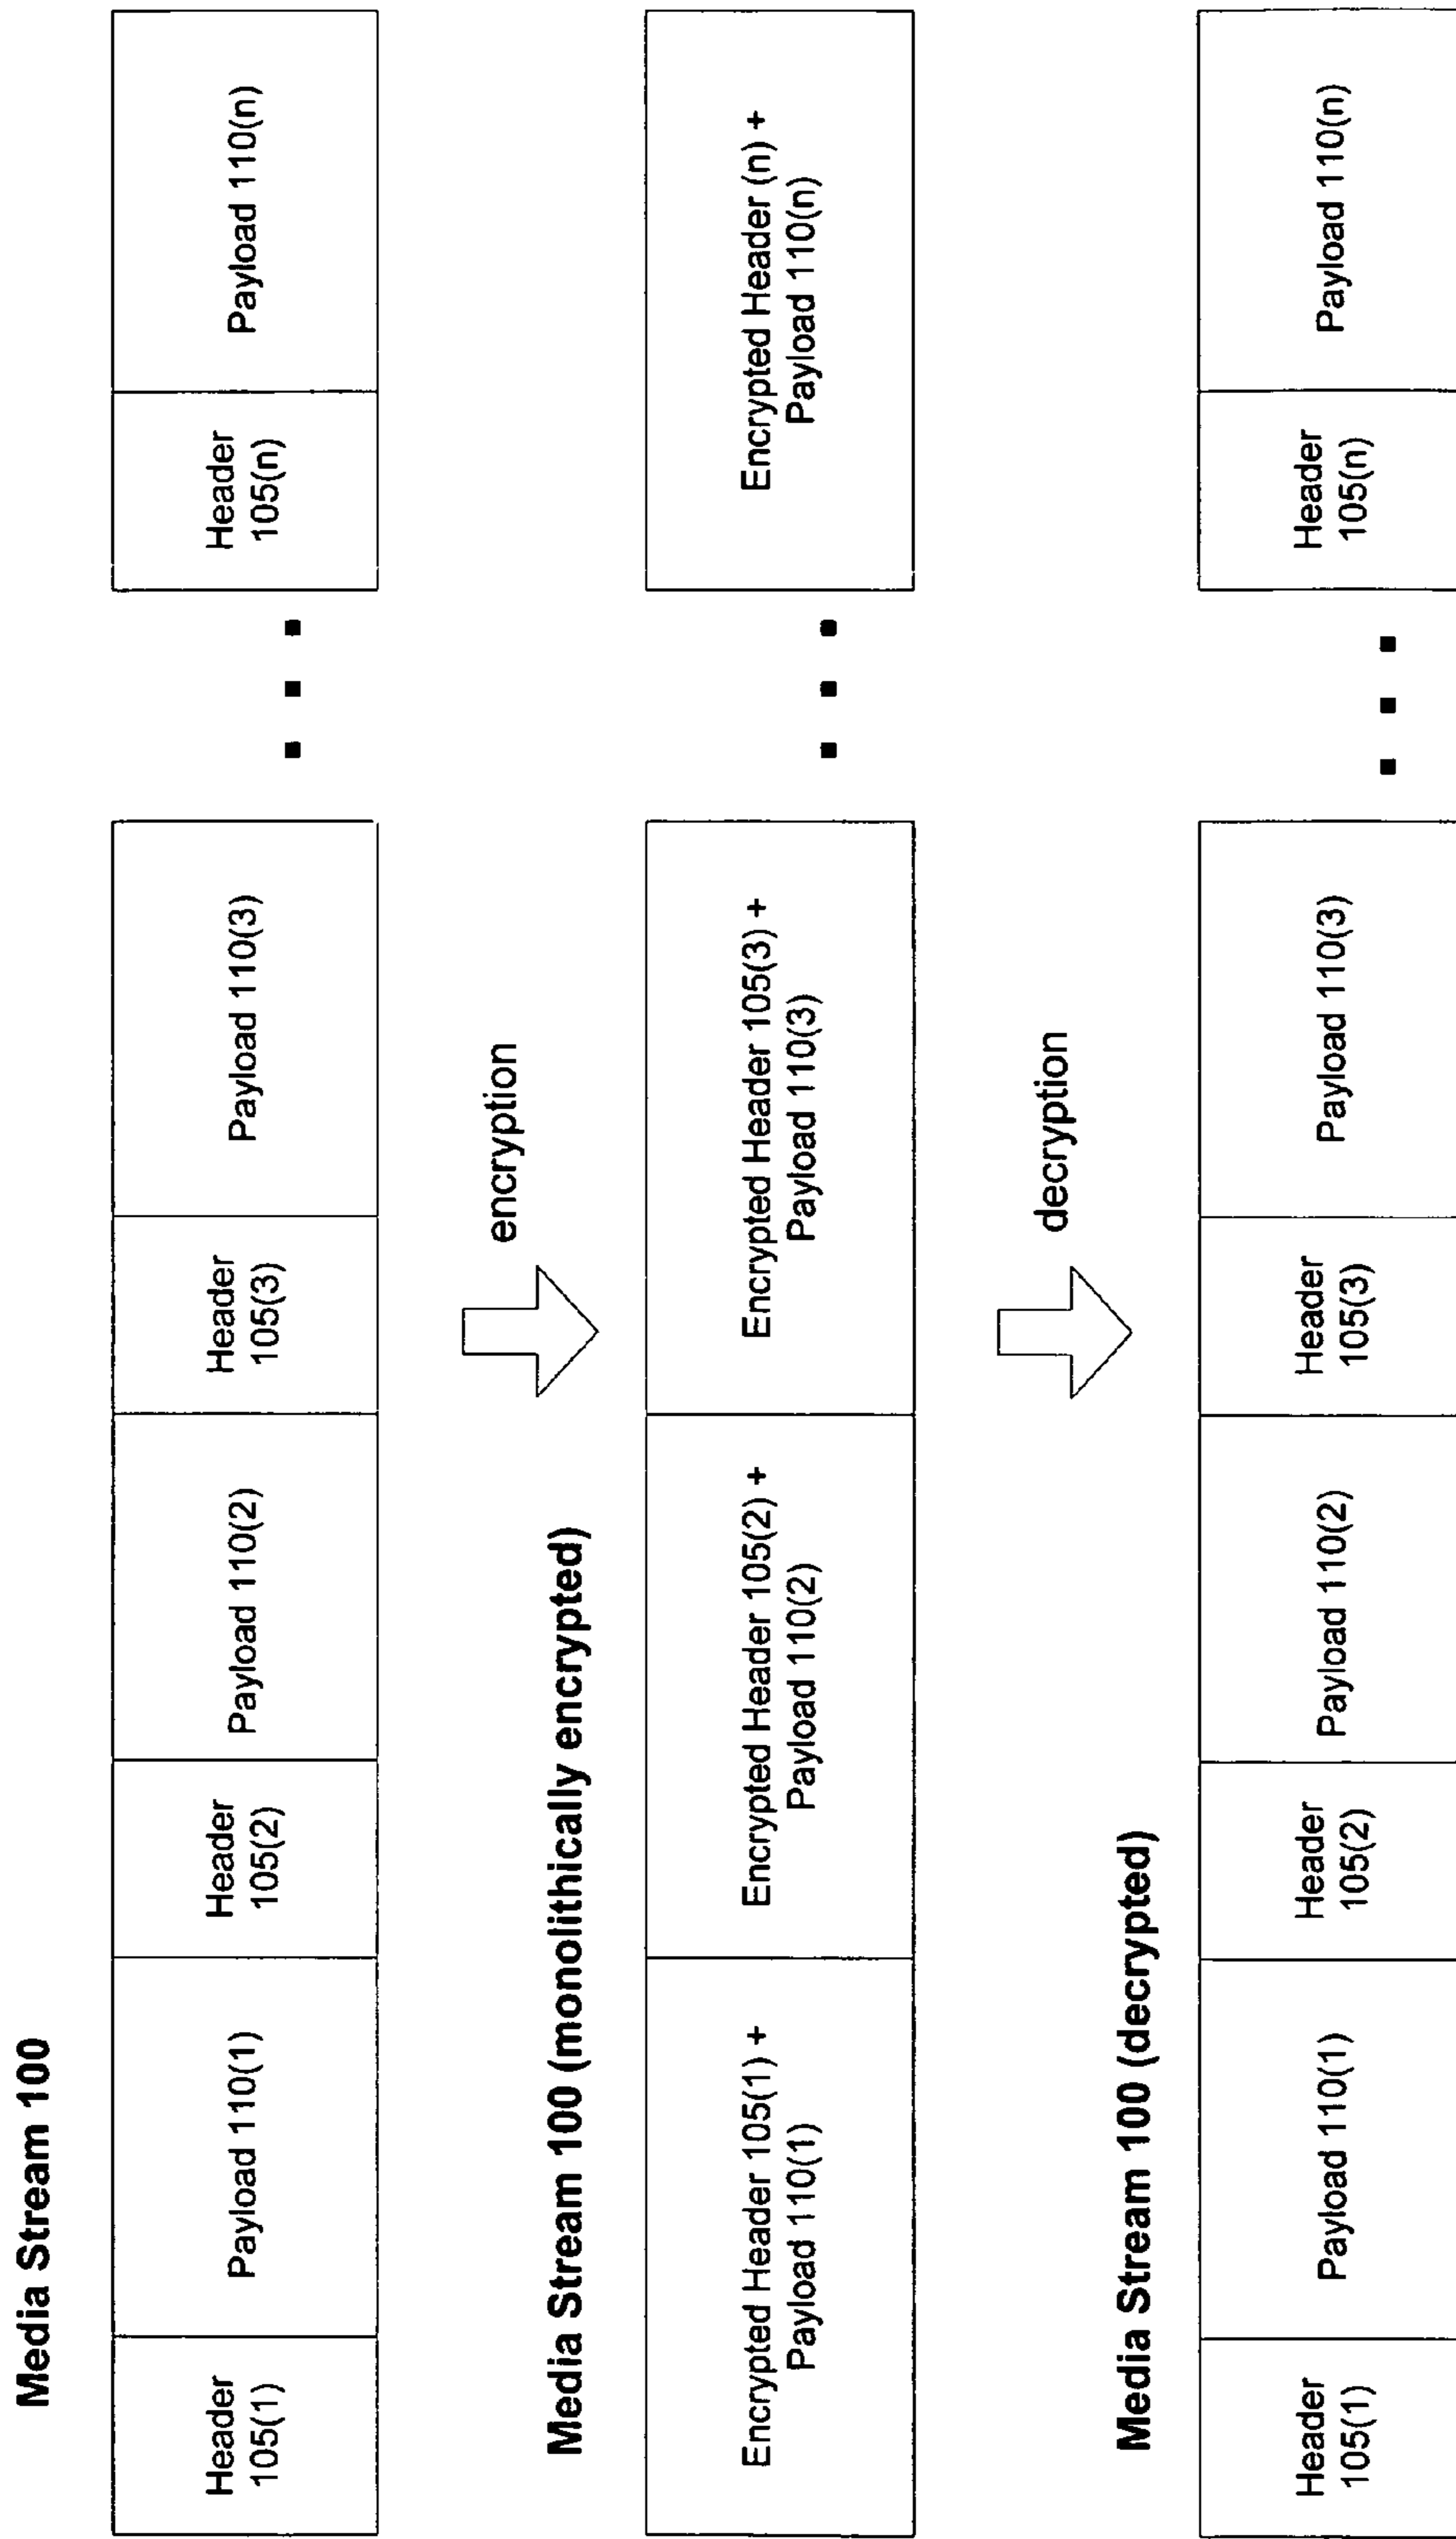 Media Stream 100
Header
105(1)
Payload 110(1)
Header
105(2)
Payload 110(2)
Header
105(3)
Payload 110(3)
Header
105(n)
Payload 110(n)
encryption
Media Stream 100 (monolithically encrypted)
Encrypted Header 105(1) +
Payload 110(1)
Encrypted Header 105(2) +
Payload 110(2)
Encrypted Header 105(3) +
Payload 110(3)
Encrypted Header (n) +
Payload 110(n)
decryption
Media Stream 100 (decrypted)
Header
105(1)
Payload 110(1)
Header
105(2)
Payload 110(2)
Header
105(3)
Payload 110(3)
Header
105(n)
Payload 110(n)